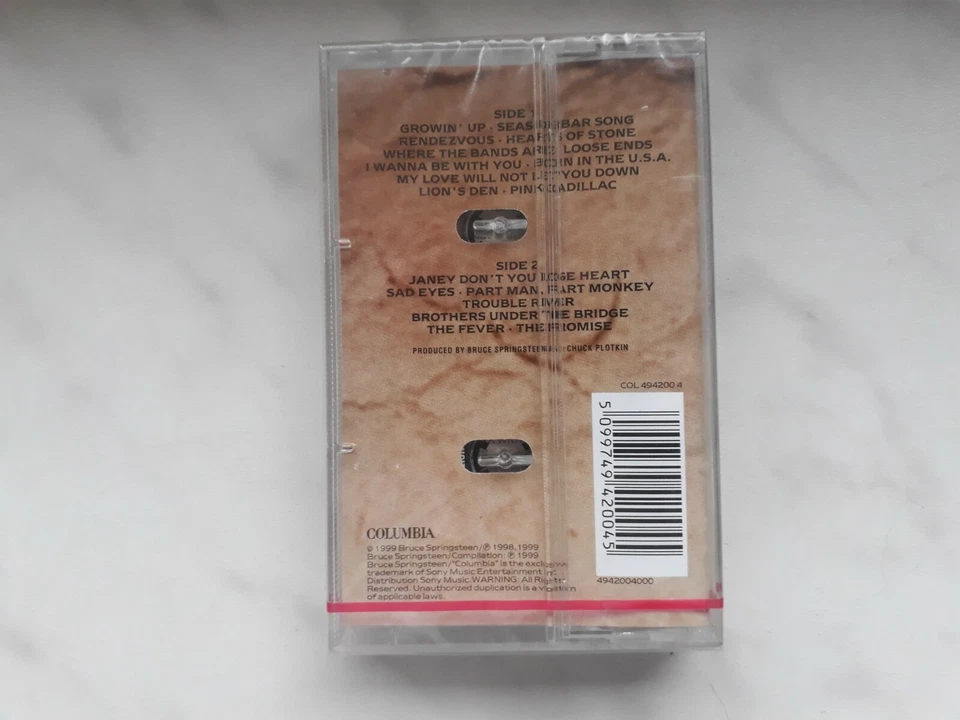 SIDE 1
GROWIN' UP · SEASIDE BAR SONG
RENDEZVOUS · HEARTS OF STONE
WHERE THE BANDS ARE · LOOSE ENDS
I WANNA BE WITH YOU · BORN IN THE U.S.A.
MY LOVE WILL NOT LET YOU DOWN
LION'S DEN · PINK CADILLAC
SIDE 2
JANEY DON'T YOU LOSE HEART
SAD EYES · PART MAN, PART MONKEY
TROUBLE RIVER
BROTHERS UNDER THE BRIDGE
THE FEVER · THE PROMISE
PRODUCED BY BRUCE SPRINGSTEEN AND CHUCK PLOTKIN
COL 494200 4
5 099749 420045
4942004000
COLUMBIA
© 1999 Bruce Springsteen/℗ 1998, 1999
Bruce Springsteen/Compilation: ℗ 1999
Bruce Springsteen/"Columbia" is the exclusive
trademark of Sony Music Entertainment Inc.
Distribution Sony Music. WARNING: All Rights
Reserved. Unauthorized duplication is a violation
of applicable laws.